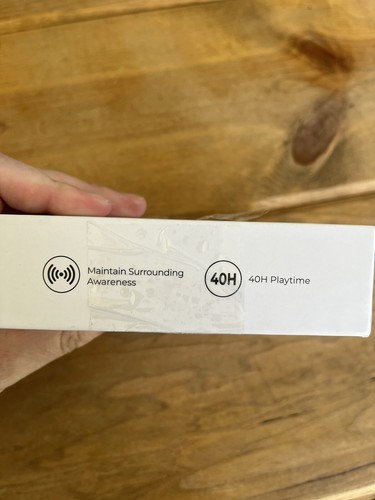 Maintain Surrounding
Awareness
40H
40H Playtime